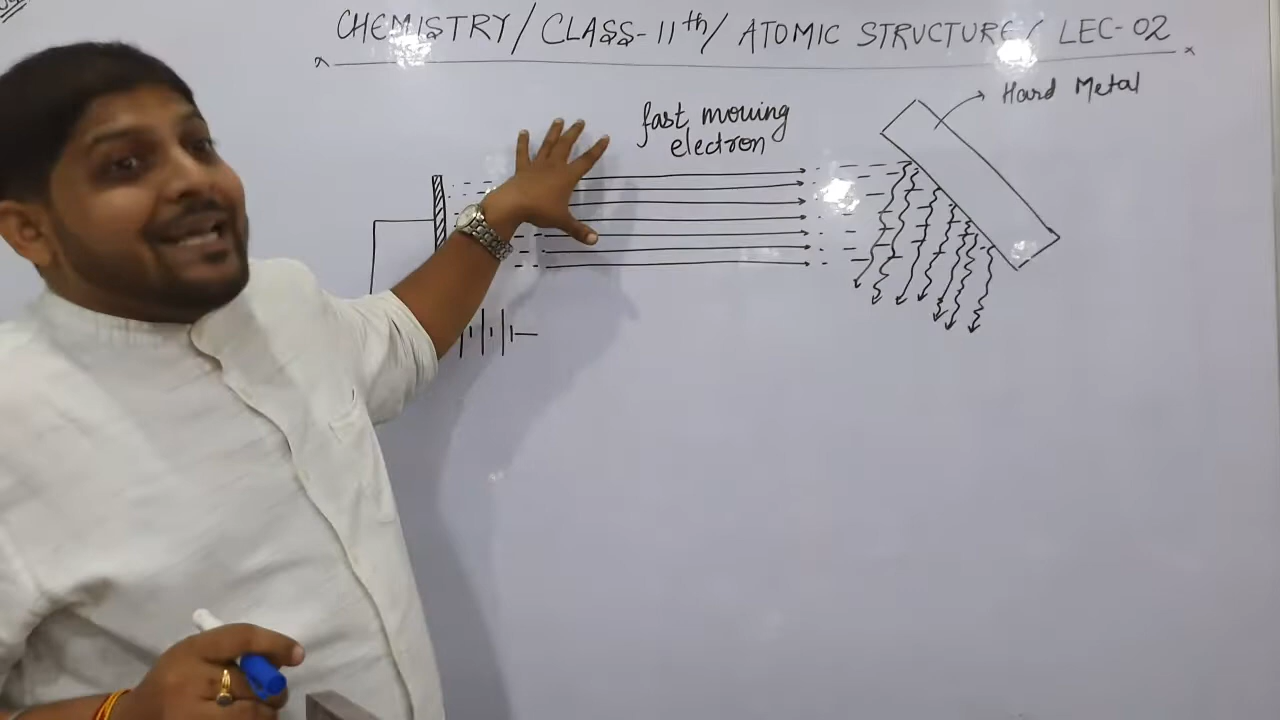 CHEMISTRY/CLASS-11th/ ATOMIC STRUCTURE/ LEC-02
Hard Metal
fast moving
electron